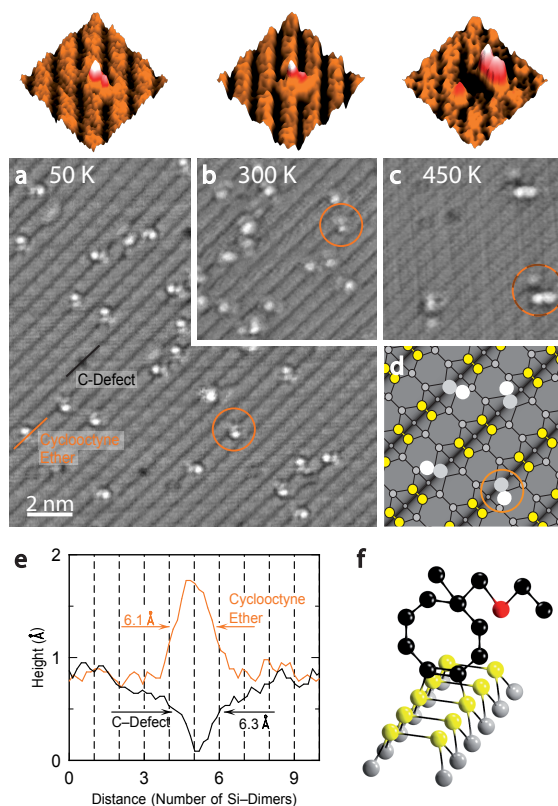 a 50 K
b 300 K
c 450 K
C-Defect
Cyclooctyne
Ether
2 nm
d
e
f
2
1
0
Height (Å)
6.1 Å
Cyclooctyne
Ether
C–Defect
6.3 Å
0 3 6 9
Distance (Number of Si–Dimers)